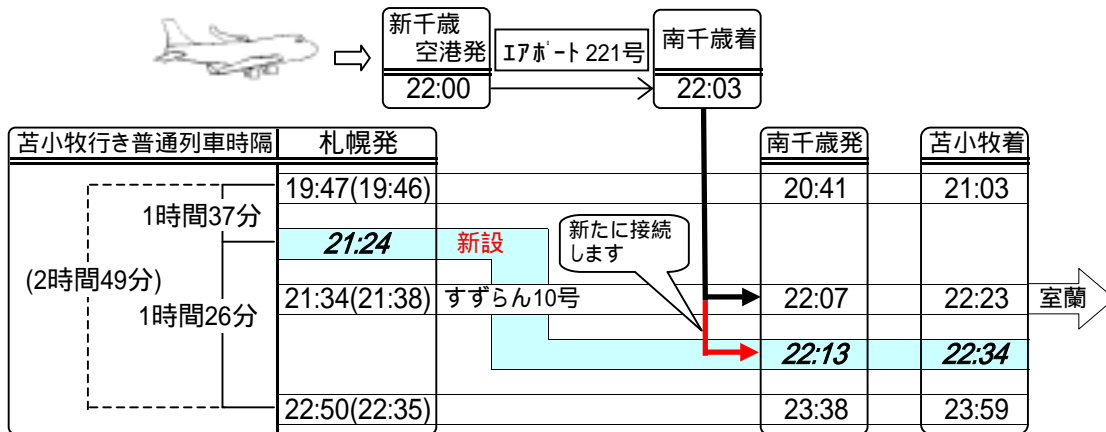 新千歳
空港発
22:00
エアポート 221号
南千歳着
22:03
苫小牧行き普通列車時隔
札幌発
南千歳発
苫小牧着
19:47(19:46)
20:41
21:03
1時間37分
21:24
新設
新たに接続
します
(2時間49分)
21:34(21:38)
すずらん10号
22:07
22:23
室蘭
1時間26分
22:13
22:34
22:50(22:35)
23:38
23:59